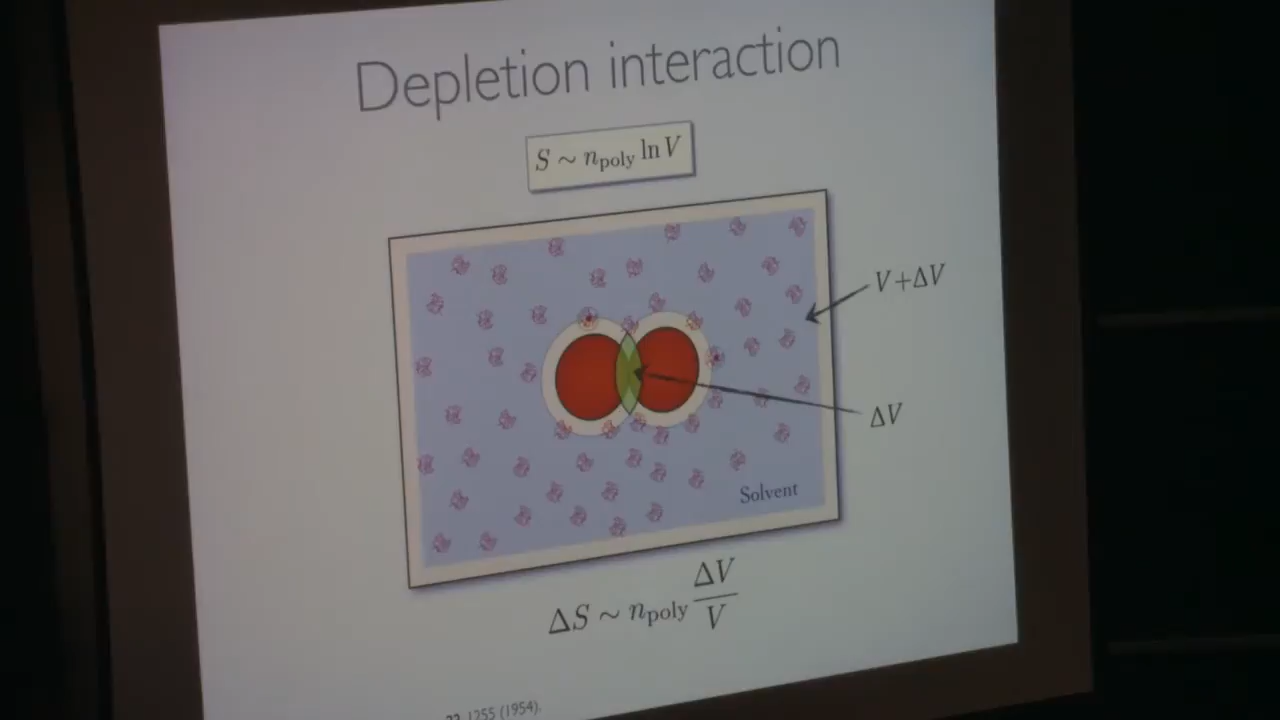 Depletion interaction
S ~ n_poly ln V
V+ΔV
ΔV
Solvent
ΔS ~ n_poly ΔV/V
1255 (1954).